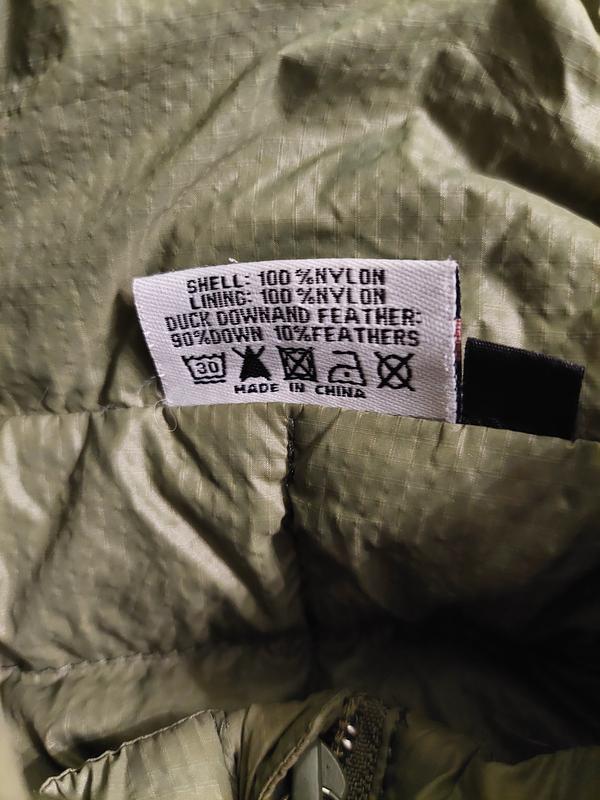 SHELL: 100%NYLON
LINING: 100%NYLON
DUCK DOWNAND FEATHER:
90%DOWN 10%FEATHERS
30
MADE IN CHINA